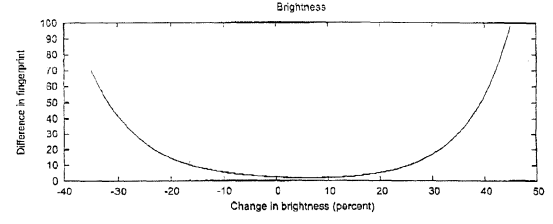 Brightness
Difference in fingerprint
100
90
80
70
60
50
40
30
20
10
0
-40 -30 -20 -10 0 10 20 30 40 50
Change in brightness (percent)